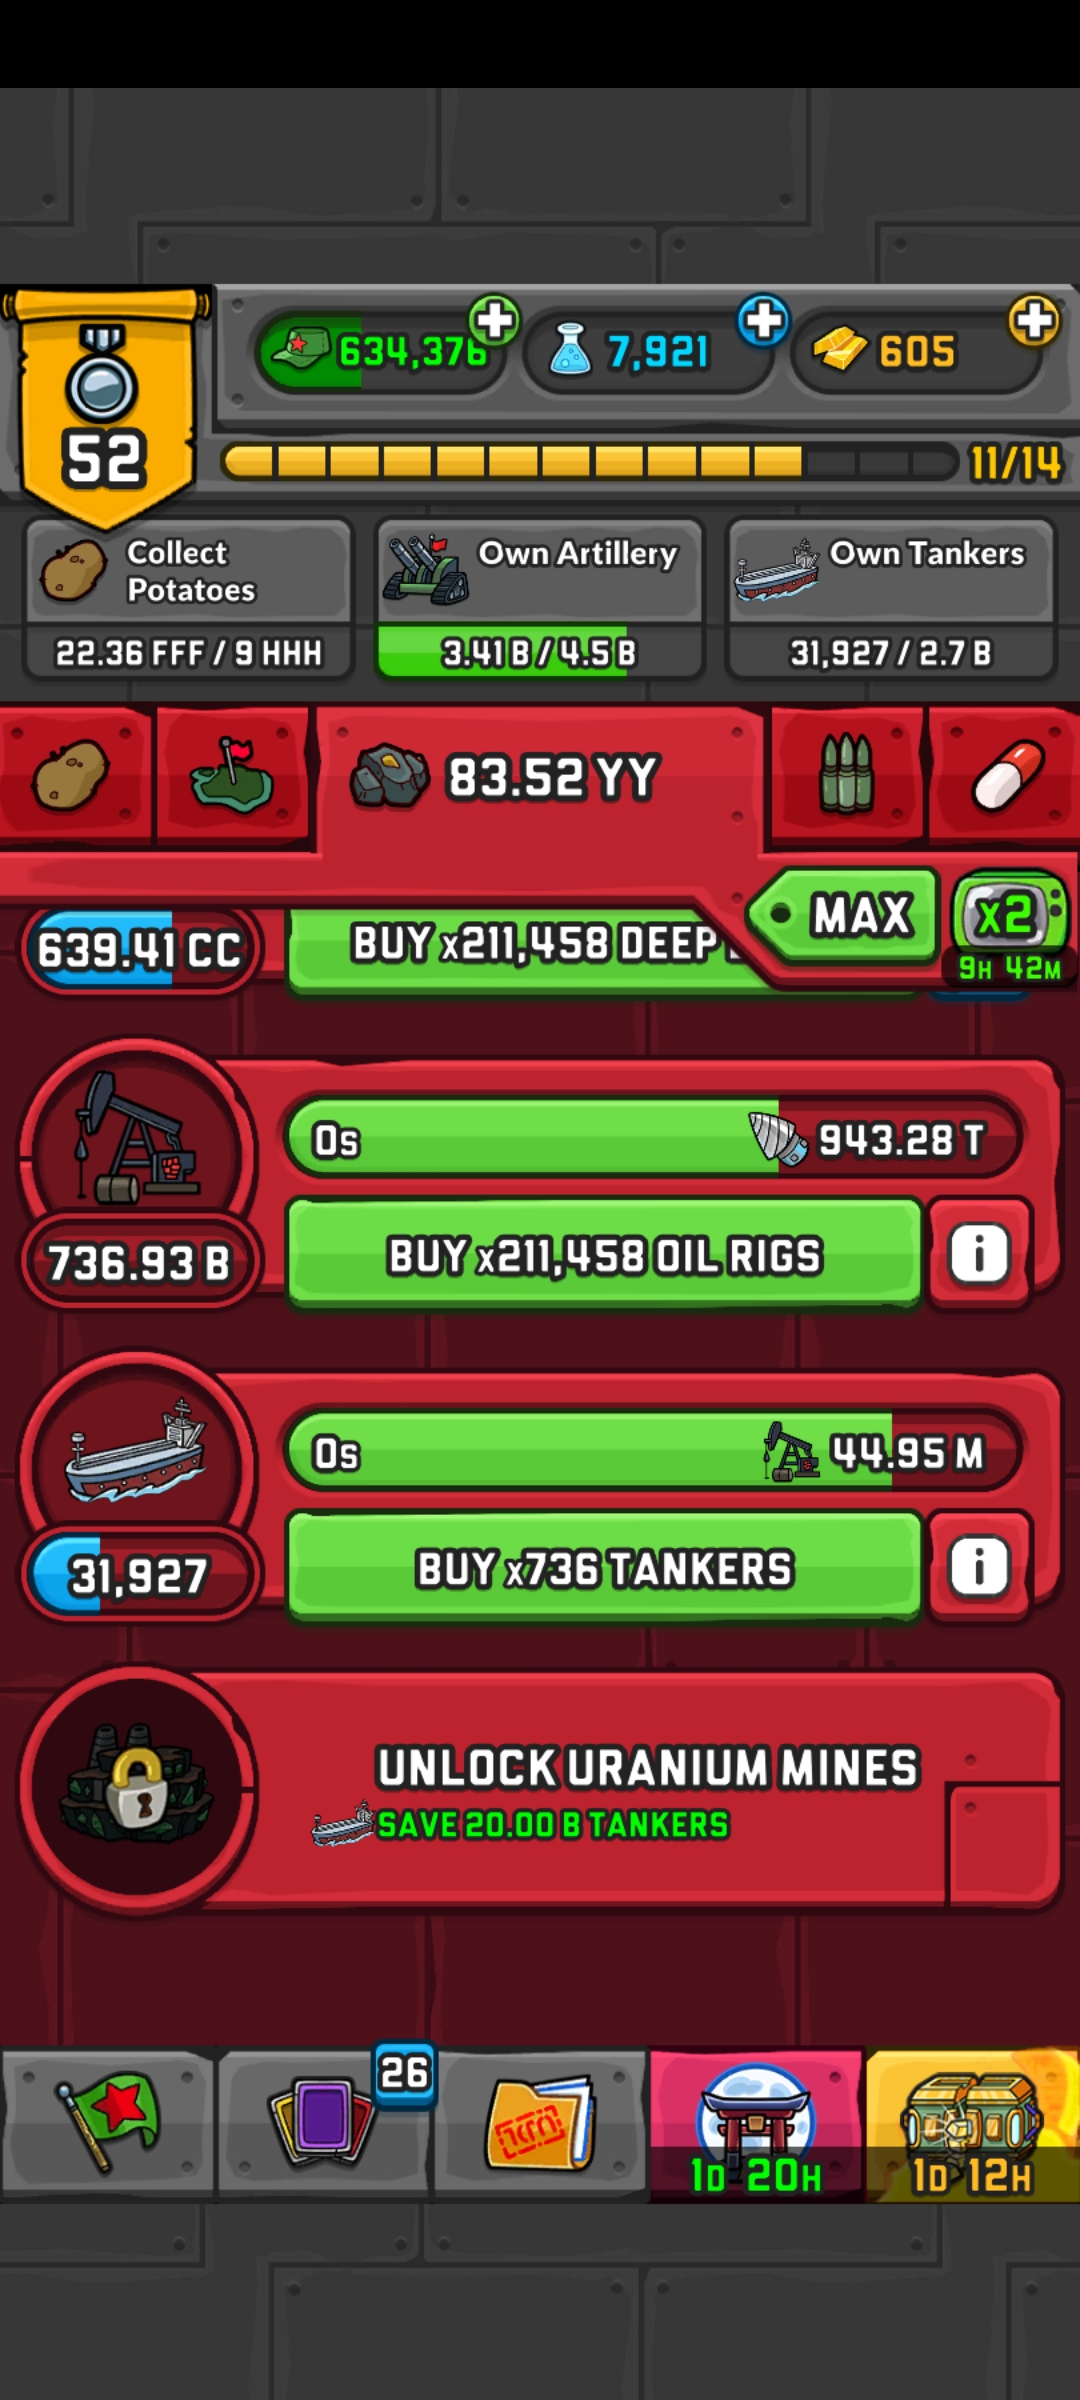 634,376
7,921
605
52
11/14
Collect
Potatoes
22.36 FFF / 9 HHH
Own Artillery
3.41 B / 4.5 B
Own Tankers
31,927 / 2.7 B
83.52 YY
MAX
x2
9H 42M
639.41 CC
BUY x211,458 DEEP
0s
943.28 T
736.93 B
BUY x211,458 OIL RIGS
i
0s
44.95 M
31,927
BUY x736 TANKERS
i
UNLOCK URANIUM MINES
SAVE 20.00 B TANKERS
26
1D 20H
1D 12H